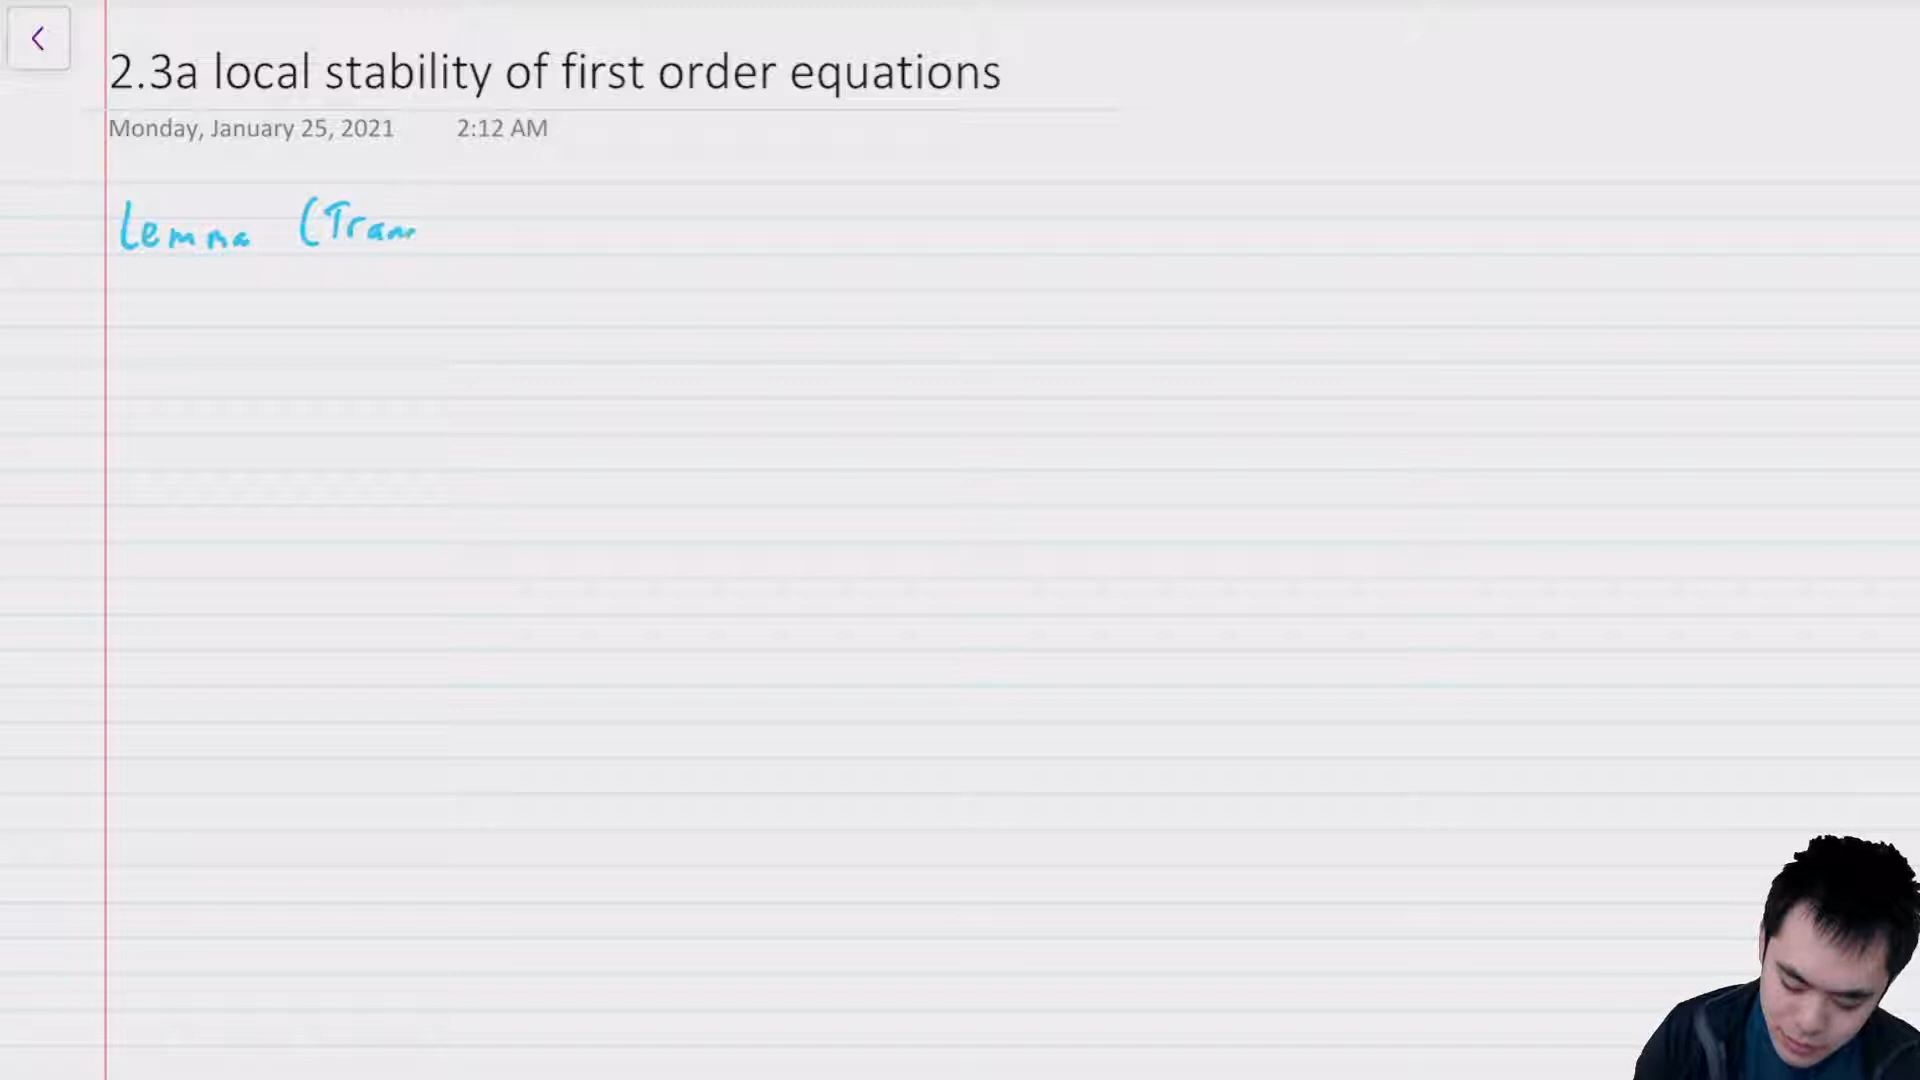 2.3a local stability of first order equations
Monday, January 25, 2021 2:12 AM
Lemma (Tran